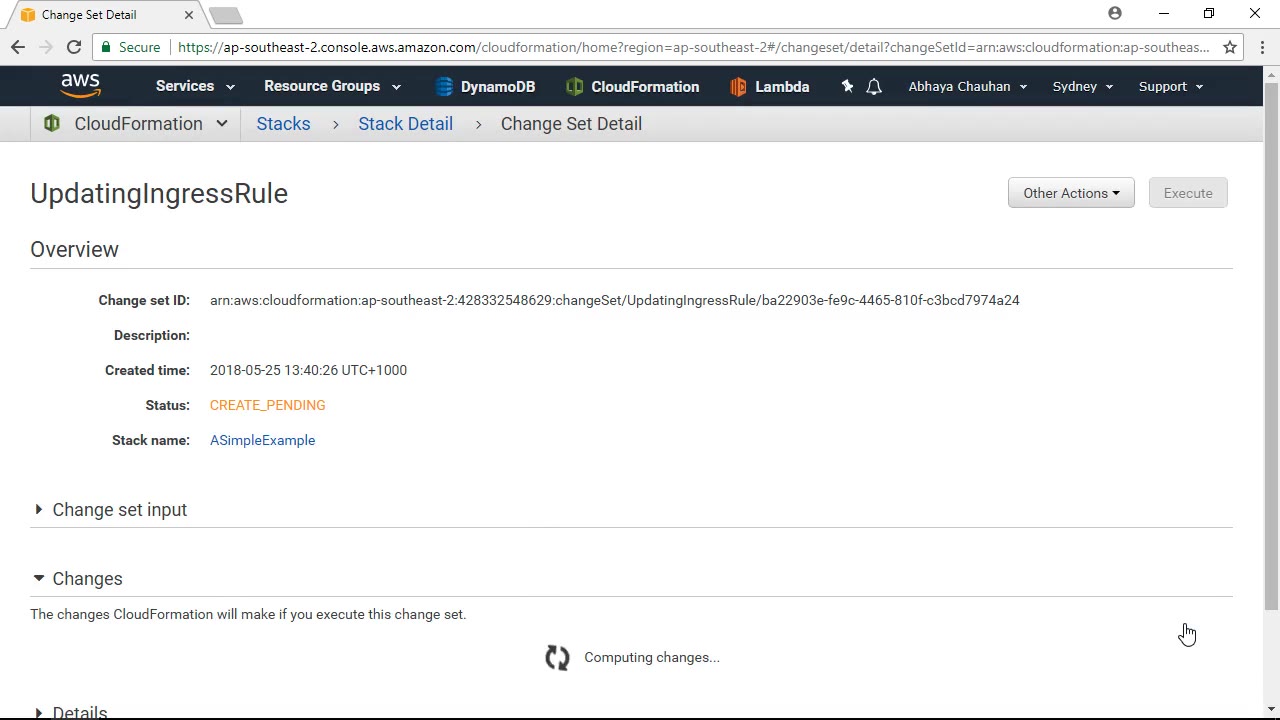 Change Set Detail
Secure https://ap-southeast-2.console.aws.amazon.com/cloudformation/home?region=ap-southeast-2#/changeset/detail?changeSetId=arn:aws:cloudformation:ap-southeas...
aws Services Resource Groups DynamoDB CloudFormation Lambda Abhaya Chauhan Sydney Support
CloudFormation Stacks Stack Detail Change Set Detail
UpdatingIngressRule Other Actions Execute
Overview
Change set ID: arn:aws:cloudformation:ap-southeast-2:428332548629:changeSet/UpdatingIngressRule/ba22903e-fe9c-4465-810f-c3bcd7974a24
Description:
Created time: 2018-05-25 13:40:26 UTC+1000
Status: CREATE_PENDING
Stack name: ASimpleExample
Change set input
Changes
The changes CloudFormation will make if you execute this change set.
Computing changes...
Details